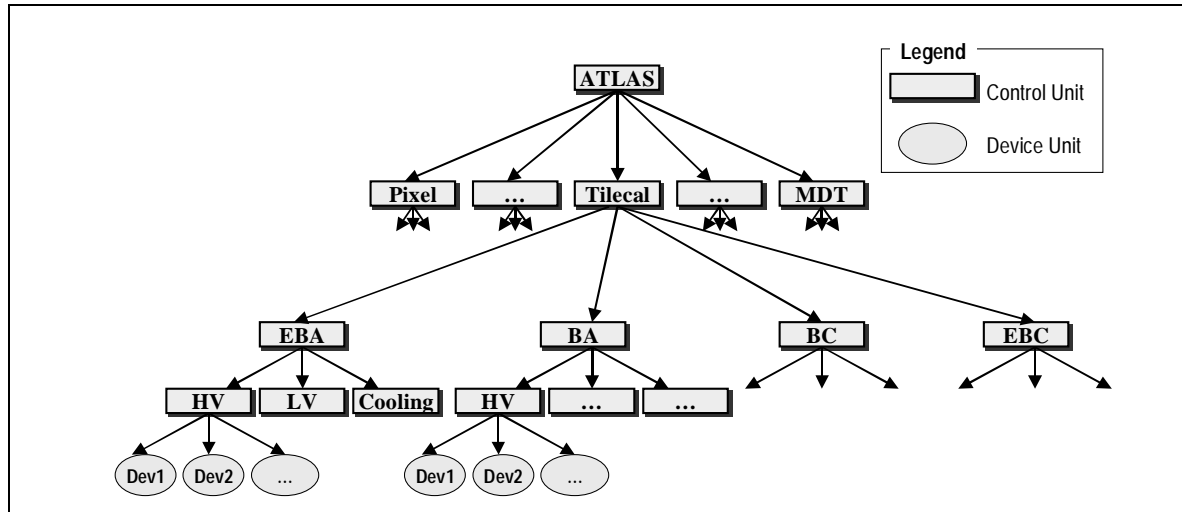 Legend
ATLAS
Control Unit
Device Unit
Pixel
...
Tilecal
...
MDT
EBA
BA
BC
EBC
HV
LV
Cooling
HV
...
...
Dev1
Dev2
...
Dev1
Dev2
...